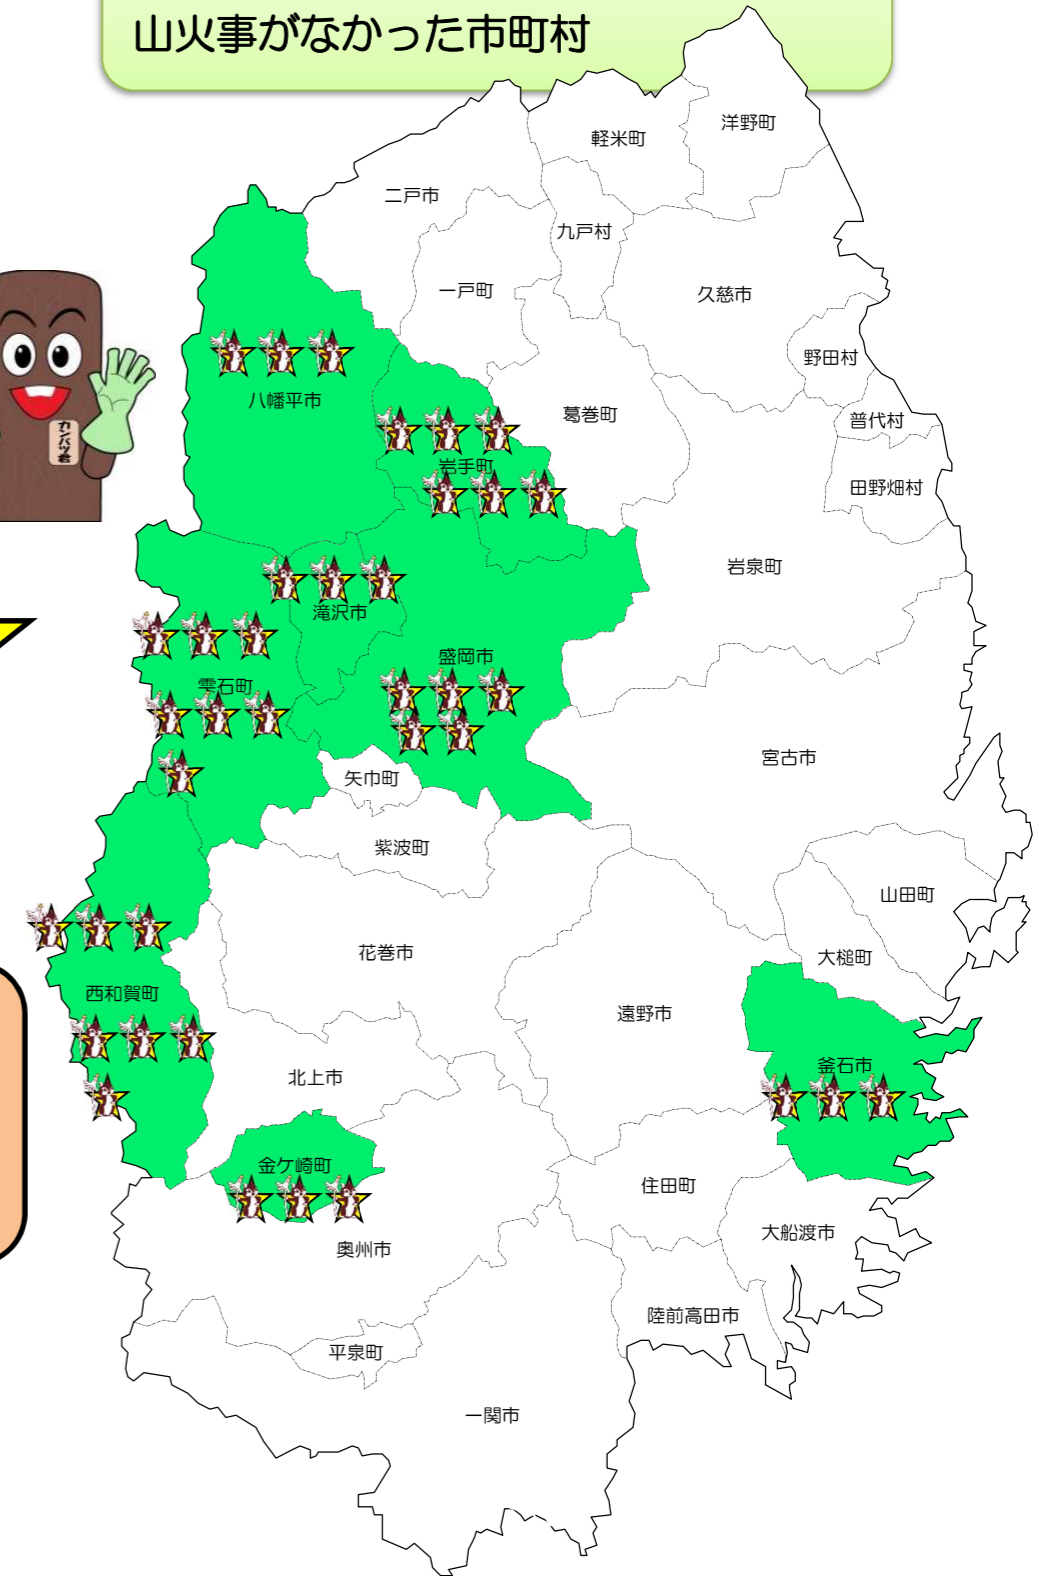 山火事がなかった市町村
洋野町
軽米町
二戸市
九戸村
一戸町
久慈市
野田村
八幡平市
葛巻町
普代村
カンバツ君
岩手町
田野畑村
岩泉町
滝沢市
盛岡市
雫石町
宮古市
矢巾町
紫波町
山田町
花巻市
大槌町
西和賀町
遠野市
釜石市
北上市
金ケ崎町
住田町
大船渡市
奥州市
陸前高田市
平泉町
一関市